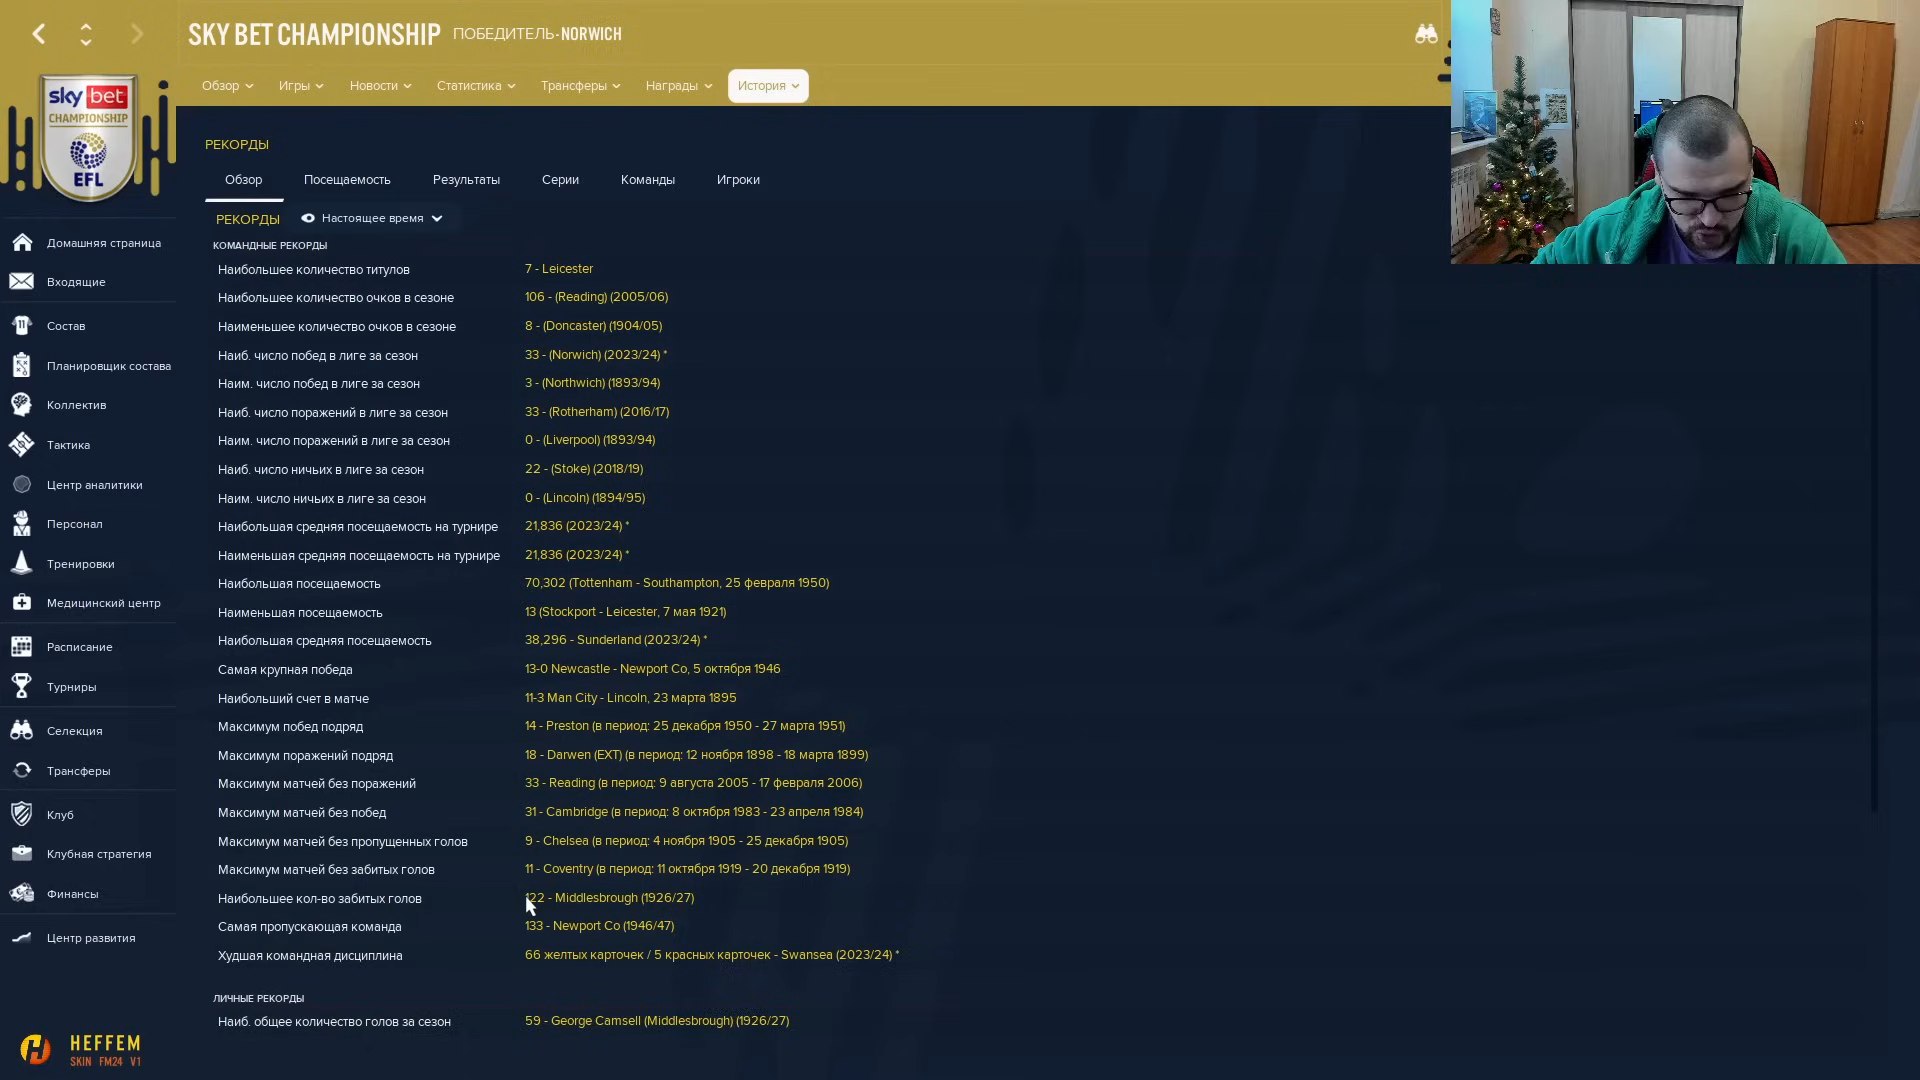 SKY BET CHAMPIONSHIP ПОБЕДИТЕЛЬ- NORWICH
Обзор Игры Новости Статистика Трансферы Награды История
sky bet
CHAMPIONSHIP
EFL
Домашняя страница
Входящие
Состав
Планировщик состава
Коллектив
Тактика
Центр аналитики
Персонал
Тренировки
Медицинский центр
Расписание
Турниры
Селекция
Трансферы
Клуб
Клубная стратегия
Финансы
Центр развития
HEFFEM
SKIN FM24 V1
РЕКОРДЫ
Обзор Посещаемость Результаты Серии Команды Игроки
РЕКОРДЫ Настоящее время
КОМАНДНЫЕ РЕКОРДЫ
Наибольшее количество титулов 7 - Leicester
Наибольшее количество очков в сезоне 106 - (Reading) (2005/06)
Наименьшее количество очков в сезоне 8 - (Doncaster) (1904/05)
Наиб. число побед в лиге за сезон 33 - (Norwich) (2023/24) *
Наим. число побед в лиге за сезон 3 - (Northwich) (1893/94)
Наиб. число поражений в лиге за сезон 33 - (Rotherham) (2016/17)
Наим. число поражений в лиге за сезон 0 - (Liverpool) (1893/94)
Наиб. число ничьих в лиге за сезон 22 - (Stoke) (2018/19)
Наим. число ничьих в лиге за сезон 0 - (Lincoln) (1894/95)
Наибольшая средняя посещаемость на турнире 21,836 (2023/24) *
Наименьшая средняя посещаемость на турнире 21,836 (2023/24) *
Наибольшая посещаемость 70,302 (Tottenham - Southampton, 25 февраля 1950)
Наименьшая посещаемость 13 (Stockport - Leicester, 7 мая 1921)
Наибольшая средняя посещаемость 38,296 - Sunderland (2023/24) *
Самая крупная победа 13-0 Newcastle - Newport Co, 5 октября 1946
Наибольший счет в матче 11-3 Man City - Lincoln, 23 марта 1895
Максимум побед подряд 14 - Preston (в период: 25 декабря 1950 - 27 марта 1951)
Максимум поражений подряд 18 - Darwen (EXT) (в период: 12 ноября 1898 - 18 марта 1899)
Максимум матчей без поражений 33 - Reading (в период: 9 августа 2005 - 17 февраля 2006)
Максимум матчей без побед 31 - Cambridge (в период: 8 октября 1983 - 23 апреля 1984)
Максимум матчей без пропущенных голов 9 - Chelsea (в период: 4 ноября 1905 - 25 декабря 1905)
Максимум матчей без забитых голов 11 - Coventry (в период: 11 октября 1919 - 20 декабря 1919)
Наибольшее кол-во забитых голов 122 - Middlesbrough (1926/27)
Самая пропускающая команда 133 - Newport Co (1946/47)
Худшая командная дисциплина 66 желтых карточек / 5 красных карточек - Swansea (2023/24) *
ЛИЧНЫЕ РЕКОРДЫ
Наиб. общее количество голов за сезон 59 - George Camsell (Middlesbrough) (1926/27)